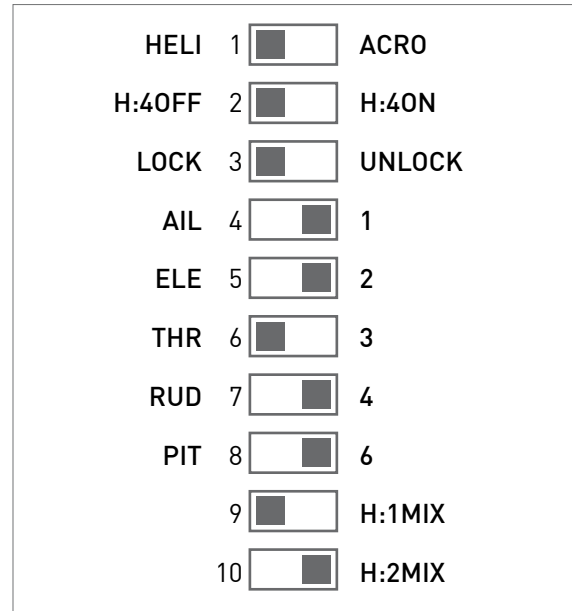 HELI 1 ACRO
H:4OFF 2 H:4ON
LOCK 3 UNLOCK
AIL 4 1
ELE 5 2
THR 6 3
RUD 7 4
PIT 8 6
9 H:1MIX
10 H:2MIX